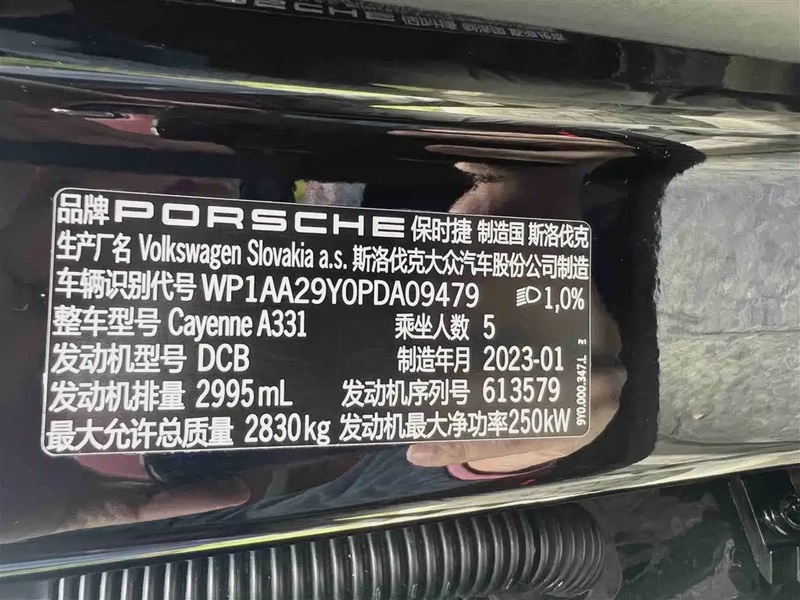 品牌 PORSCHE 保时捷 制造国 斯洛伐克
生产厂名 Volkswagen Slovakia a.s. 斯洛伐克大众汽车股份公司制造
车辆识别代号 WP1AA29Y0PDA09479 1,0%
整车型号 Cayenne A331 乘坐人数 5
发动机型号 DCB 制造年月 2023-01
发动机排量 2995mL 发动机序列号 613579
最大允许总质量 2830kg 发动机最大净功率250kW
9Y0.000.347.L